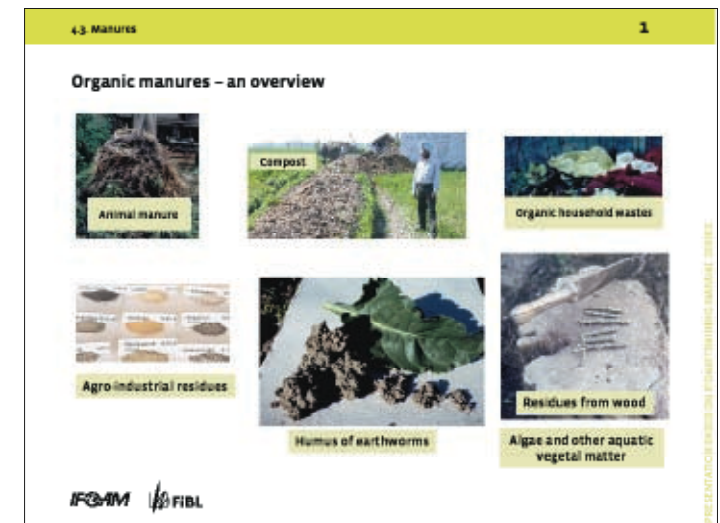 4.3. Manures
1
Organic manures – an overview
Animal manure
Compost
Organic household wastes
Agro industrial residues
Humus of earthworms
Residues from wood
Algae and other aquatic
vegetal matter
IFOAM
FiBL